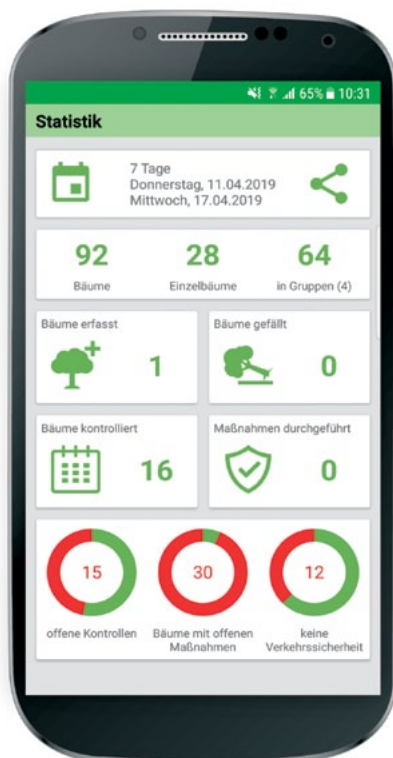 65% 10:31
Statistik
7 Tage
Donnerstag, 11.04.2019
Mittwoch, 17.04.2019
92 28 64
Bäume Einzelbäume in Gruppen (4)
Bäume erfasst
1
Bäume gefällt
0
Bäume kontrolliert
16
Maßnahmen durchgeführt
0
15 30 12
offene Kontrollen Bäume mit offenen keine
Maßnahmen Verkehrssicherheit